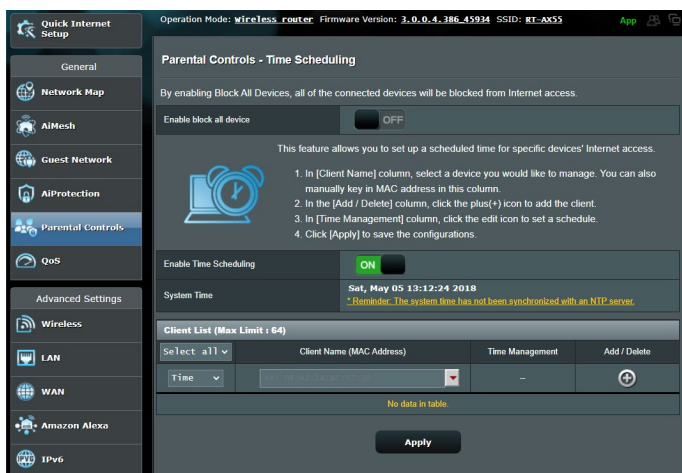 Quick Internet
Setup
Operation Mode: Wireless router Firmware Version: 3.0.0.4.386_45934 SSID: RT-AX55
App
General
Network Map
AiMesh
Guest Network
AiProtection
Parental Controls
QoS
Advanced Settings
Wireless
LAN
WAN
Amazon Alexa
IPv6
Parental Controls - Time Scheduling
By enabling Block All Devices, all of the connected devices will be blocked from Internet access.
Enable block all device
OFF
This feature allows you to set up a scheduled time for specific devices' Internet access.
1. In [Client Name] column, select a device you would like to manage. You can also
manually key in MAC address in this column.
2. In the [Add / Delete] column, click the plus(+) icon to add the client.
3. In [Time Management] column, click the edit icon to set a schedule.
4. Click [Apply] to save the configurations.
Enable Time Scheduling
ON
System Time
Sat, May 05 13:12:24 2018
* Reminder: The system time has not been synchronized with an NTP server.
Client List (Max Limit : 64)
Select all
Client Name (MAC Address)
Time Management
Add / Delete
Time
–
No data in table.
Apply